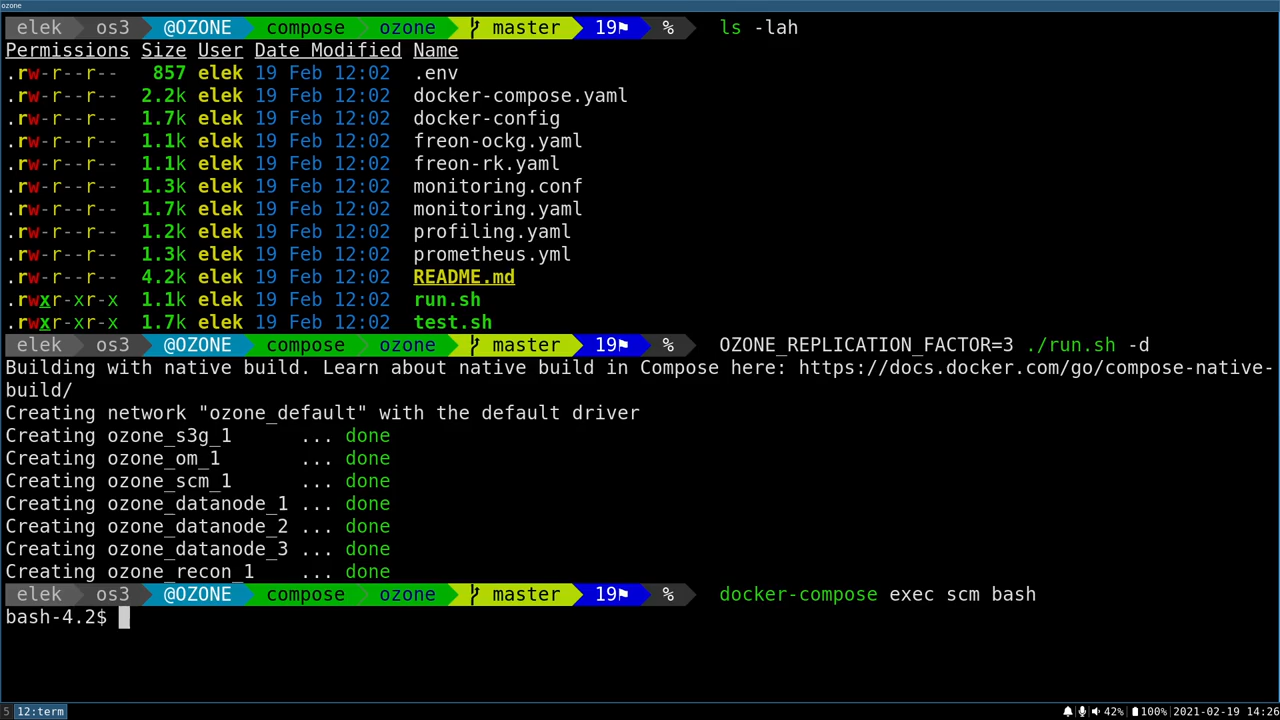 ozone
elek os3 @OZONE compose ozone master 19⚑ % ls -lah
Permissions Size User Date Modified Name
.rw-r--r-- 857 elek 19 Feb 12:02 .env
.rw-r--r-- 2.2k elek 19 Feb 12:02 docker-compose.yaml
.rw-r--r-- 1.7k elek 19 Feb 12:02 docker-config
.rw-r--r-- 1.1k elek 19 Feb 12:02 freon-ockg.yaml
.rw-r--r-- 1.1k elek 19 Feb 12:02 freon-rk.yaml
.rw-r--r-- 1.3k elek 19 Feb 12:02 monitoring.conf
.rw-r--r-- 1.7k elek 19 Feb 12:02 monitoring.yaml
.rw-r--r-- 1.2k elek 19 Feb 12:02 profiling.yaml
.rw-r--r-- 1.3k elek 19 Feb 12:02 prometheus.yml
.rw-r--r-- 4.2k elek 19 Feb 12:02 README.md
.rwxr-xr-x 1.1k elek 19 Feb 12:02 run.sh
.rwxr-xr-x 1.7k elek 19 Feb 12:02 test.sh
elek os3 @OZONE compose ozone master 19⚑ % OZONE_REPLICATION_FACTOR=3 ./run.sh -d
Building with native build. Learn about native build in Compose here: https://docs.docker.com/go/compose-native-
build/
Creating network "ozone_default" with the default driver
Creating ozone_s3g_1 ... done
Creating ozone_om_1 ... done
Creating ozone_scm_1 ... done
Creating ozone_datanode_1 ... done
Creating ozone_datanode_2 ... done
Creating ozone_datanode_3 ... done
Creating ozone_recon_1 ... done
elek os3 @OZONE compose ozone master 19⚑ % docker-compose exec scm bash
bash-4.2$
5 12:term 42% 100% 2021-02-19 14:26